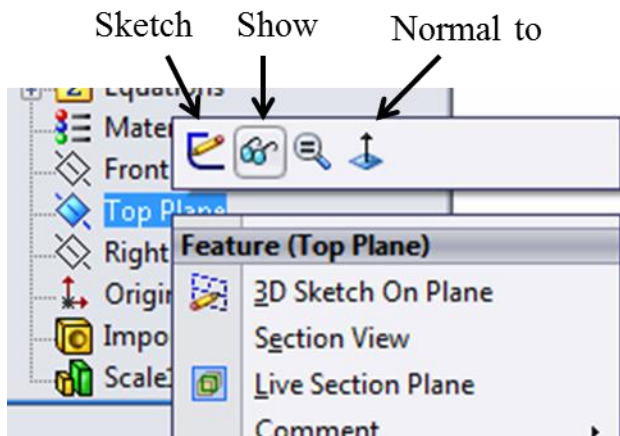 Sketch Show Normal to
Equations
Mater
Front
Top Plane
Right
Feature (Top Plane)
Origin
3D Sketch On Plane
Impo
Section View
Scale
Live Section Plane
Comment